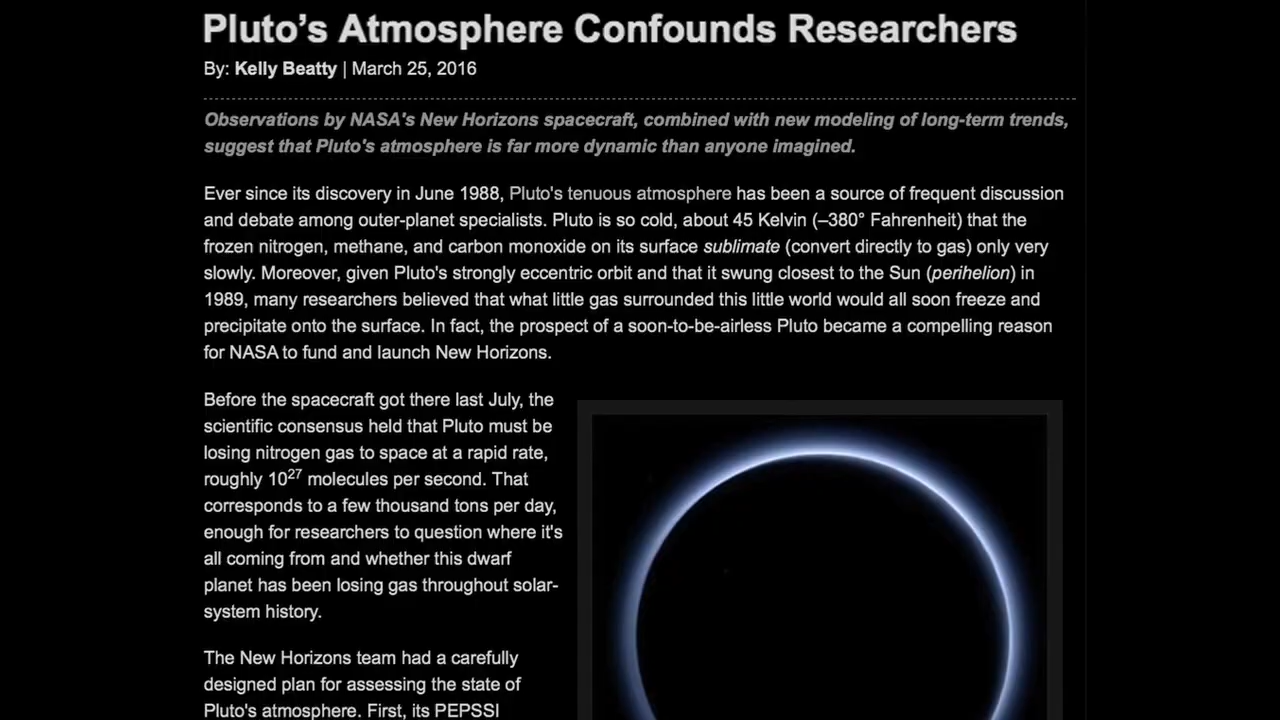 Pluto’s Atmosphere Confounds Researchers
By: Kelly Beatty | March 25, 2016
Observations by NASA's New Horizons spacecraft, combined with new modeling of long-term trends,
suggest that Pluto's atmosphere is far more dynamic than anyone imagined.
Ever since its discovery in June 1988, Pluto's tenuous atmosphere has been a source of frequent discussion
and debate among outer-planet specialists. Pluto is so cold, about 45 Kelvin (–380° Fahrenheit) that the
frozen nitrogen, methane, and carbon monoxide on its surface sublimate (convert directly to gas) only very
slowly. Moreover, given Pluto's strongly eccentric orbit and that it swung closest to the Sun (perihelion) in
1989, many researchers believed that what little gas surrounded this little world would all soon freeze and
precipitate onto the surface. In fact, the prospect of a soon-to-be-airless Pluto became a compelling reason
for NASA to fund and launch New Horizons.
Before the spacecraft got there last July, the
scientific consensus held that Pluto must be
losing nitrogen gas to space at a rapid rate,
roughly 10²⁷ molecules per second. That
corresponds to a few thousand tons per day,
enough for researchers to question where it's
all coming from and whether this dwarf
planet has been losing gas throughout solar-
system history.
The New Horizons team had a carefully
designed plan for assessing the state of
Pluto's atmosphere. First, its PEPSSI